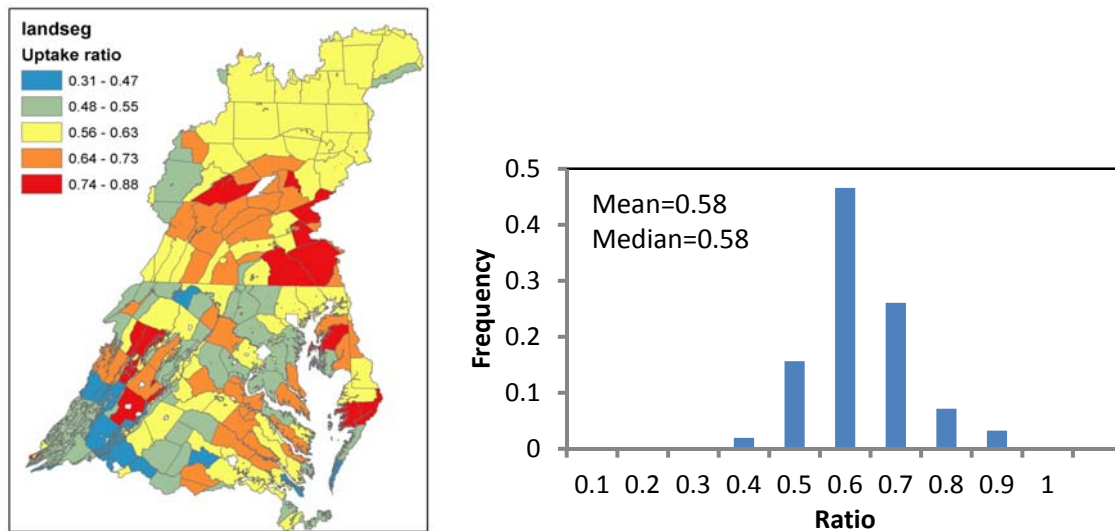 landseg
Uptake ratio
0.31 - 0.47
0.48 - 0.55
0.56 - 0.63
0.64 - 0.73
0.74 - 0.88
Mean=0.58
Median=0.58
Frequency
0.5
0.4
0.3
0.2
0.1
0
0.1 0.2 0.3 0.4 0.5 0.6 0.7 0.8 0.9 1
Ratio